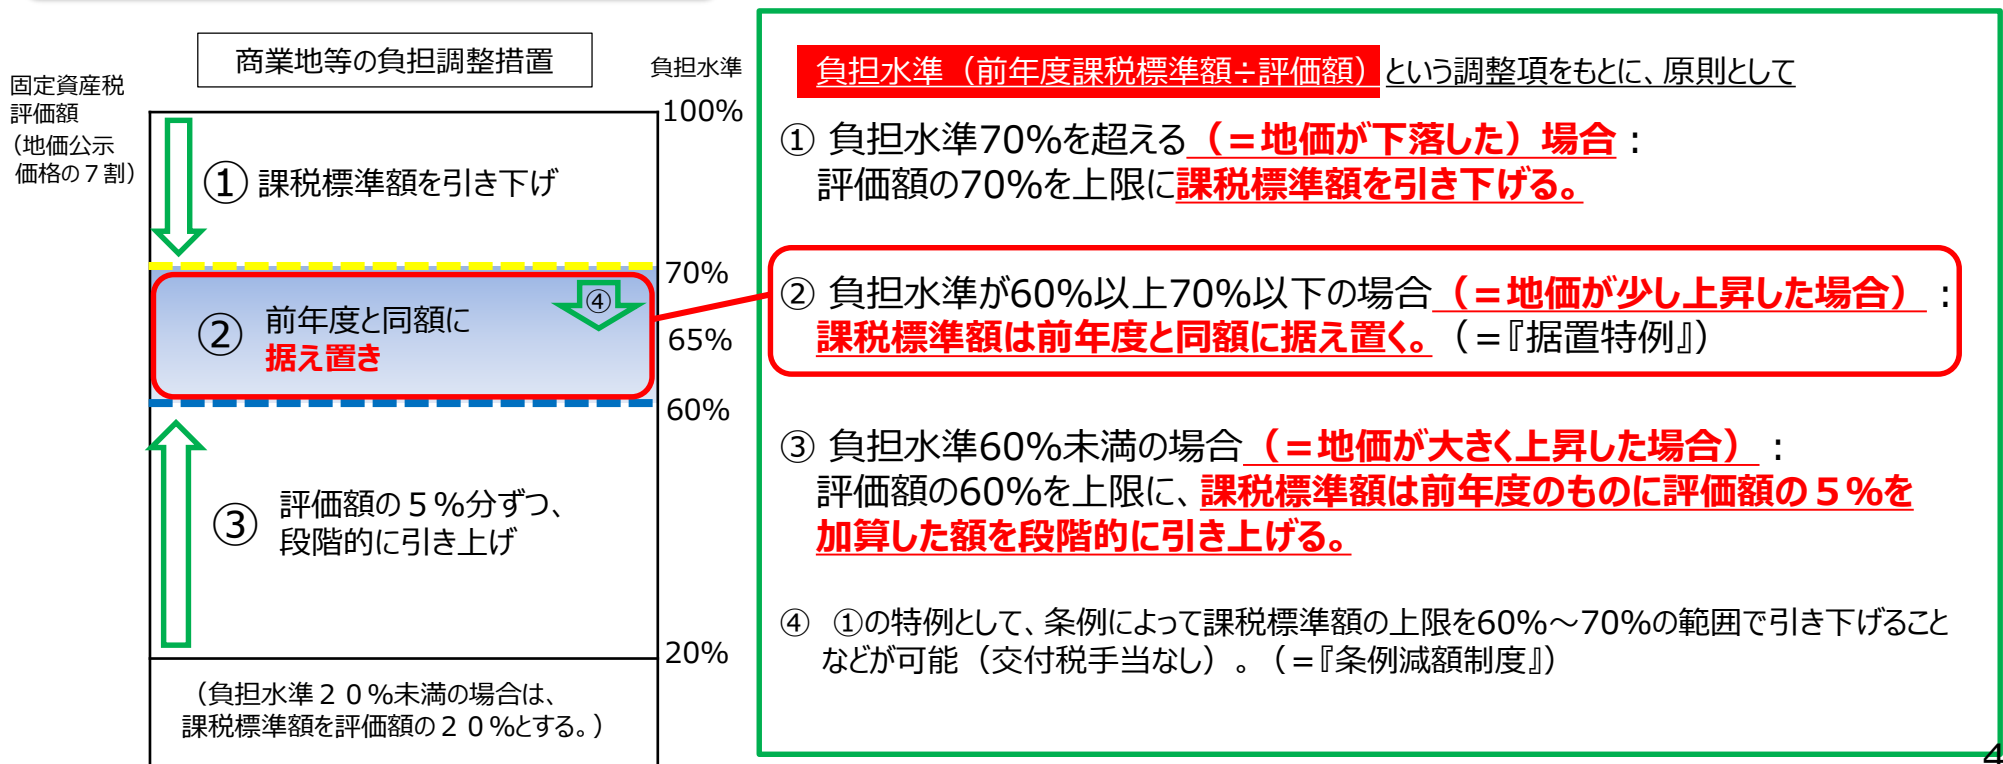 商業地等の負担調整措置
負担水準
固定資産税
評価額
（地価公示
価格の７割）
100%
① 課税標準額を引き下げ
70%
④
② 前年度と同額に
据え置き
65%
60%
③ 評価額の５%分ずつ、
段階的に引き上げ
20%
（負担水準２０%未満の場合は、
課税標準額を評価額の２０%とする。）
負担水準（前年度課税標準額÷評価額）という調整項をもとに、原則として
① 負担水準70%を超える（＝地価が下落した）場合：
評価額の70%を上限に課税標準額を引き下げる。
② 負担水準が60%以上70%以下の場合（＝地価が少し上昇した場合）：
課税標準額は前年度と同額に据え置く。（＝『据置特例』）
③ 負担水準60%未満の場合（＝地価が大きく上昇した場合）：
評価額の60%を上限に、課税標準額は前年度のものに評価額の５%を
加算した額を段階的に引き上げる。
④ ①の特例として、条例によって課税標準額の上限を60%～70%の範囲で引き下げること
などが可能（交付税手当なし）。（＝『条例減額制度』）
4